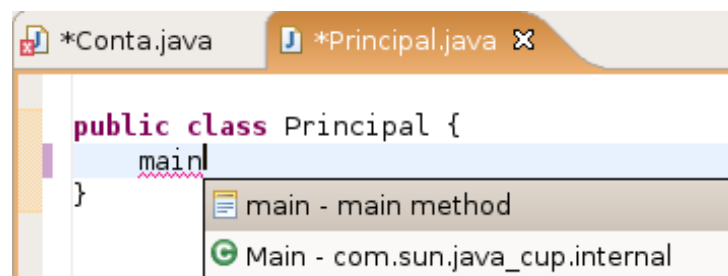 *Conta.java *Principal.java
public class Principal {
main
}
main - main method
Main - com.sun.java_cup.internal